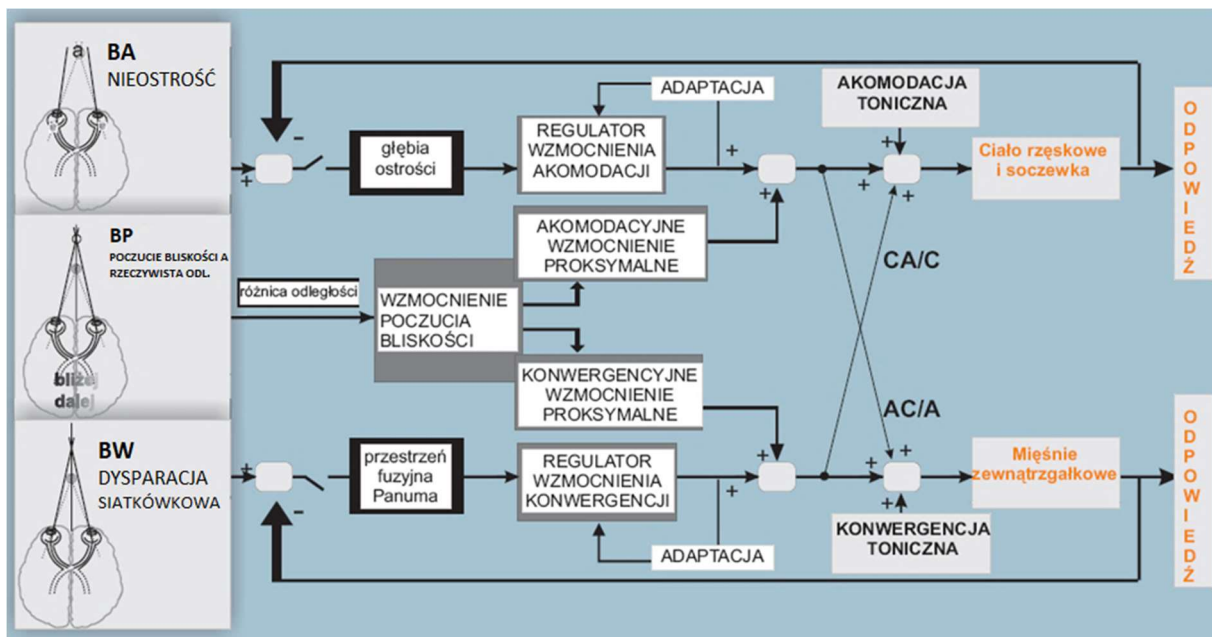 a
BA
NIEOSTROŚĆ
BP
POCZUCIE BLISKOŚCI A
RZECZYWISTA ODL.
bliżej
dalej
BW
DYSPARACJA
SIATKÓWKOWA
-
+
głębia
ostrości
ADAPTACJA
REGULATOR
WZMOCNIENIA
AKOMODACJI
+
+
AKOMODACJA
TONICZNA
+
+
+
Ciało rzęskowe
i soczewka
ODPOWIEDŹ
różnica odległości
WZMOCNIENIE
POCZUCIA
BLISKOŚCI
AKOMODACYJNE
WZMOCNIENIE
PROKSYMALNE
KONWERGENCYJNE
WZMOCNIENIE
PROKSYMALNE
CA/C
AC/A
+
-
przestrzeń
fuzyjna
Panuma
REGULATOR
WZMOCNIENIA
KONWERGENCJI
ADAPTACJA
+
+
+
+
+
KONWERGENCJA
TONICZNA
Mięśnie
zewnątrzgałkowe
ODPOWIEDŹ